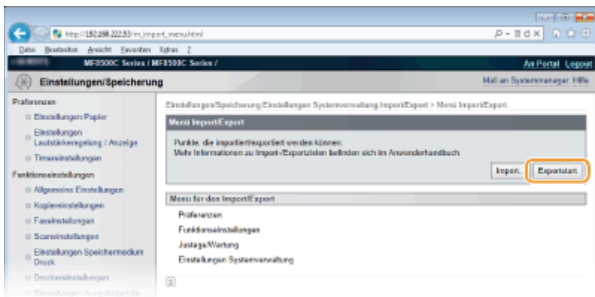 http://192.168.222.53/m_import_menu.html
Datei Bearbeiten Ansicht Favoriten Extras ?
MF8500C Series / MF8500C Series /
An Portal Logout
Einstellungen/Speicherung
Mail an Systemmanager Hilfe
Präferenzen
Einstellungen Papier
Einstellungen
Lautstärkeregelung / Anzeige
Timereinstellungen
Funktionseinstellungen
Allgemeine Einstellungen
Kopiereinstellungen
Faxeinstellungen
Scaneinstellungen
Einstellungen Speichermedium
Druck
Druckereinstellungen
Einstellungen/Speicherung:Einstellungen Systemverwaltung:Import/Export > Menü Import/Export
Menü Import/Export
Punkte, die importiert/exportiert werden können:
Mehr Informationen zu Import-/Exportzielen befinden sich im Anwenderhandbuch.
Import... Exportstart
Menü für den Import/Export
Präferenzen
Funktionseinstellungen
Justage/Wartung
Einstellungen Systemverwaltung